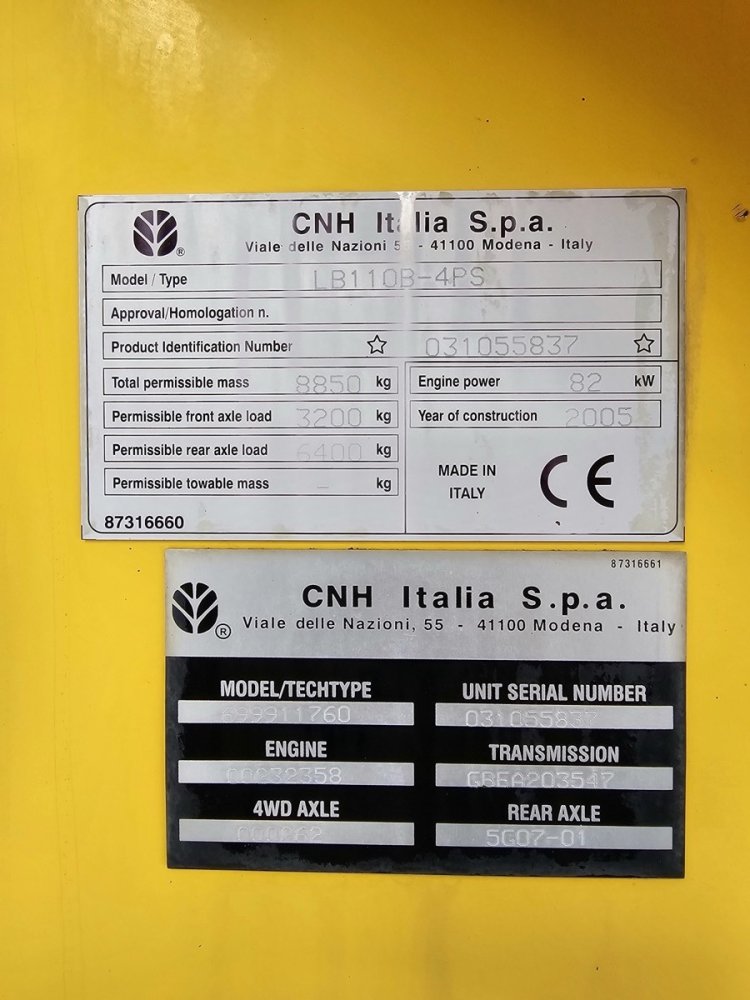 CNH Italia S.p.a.
Viale delle Nazioni 55 - 41100 Modena - Italy
Model / Type LB110B-4PS
Approval/Homologation n.
Product Identification Number ☆ 031055837 ☆
Total permissible mass 8850 kg
Permissible front axle load 3200 kg
Permissible rear axle load 6400 kg
Permissible towable mass – kg
Engine power 82 kW
Year of construction 2005
MADE IN
ITALY
CE
87316660
87316661
CNH Italia S.p.a.
® Viale delle Nazioni, 55 - 41100 Modena - Italy
MODEL/TECHTYPE UNIT SERIAL NUMBER
031055837
ENGINE TRANSMISSION
4WD AXLE REAR AXLE
5G07-01